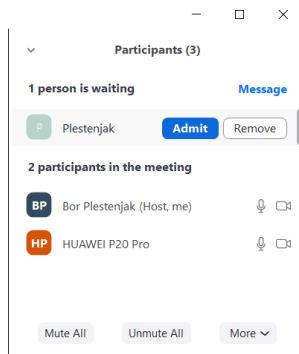 Participants (3)
1 person is waiting Message
P Plestenjak Admit Remove
2 participants in the meeting
BP Bor Plestenjak (Host, me)
HP HUAWEI P20 Pro
Mute All Unmute All More